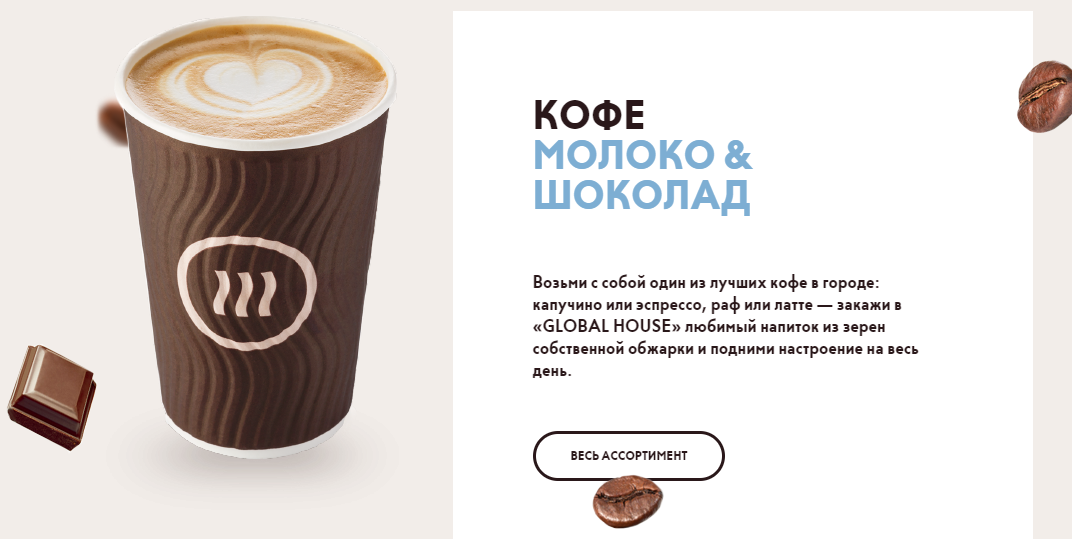 КОФЕ
МОЛОКО &
ШОКОЛАД
Возьми с собой один из лучших кофе в городе:
капучино или эспрессо, раф или латте — закажи в
«GLOBAL HOUSE» любимый напиток из зерен
собственной обжарки и подними настроение на весь
день.
ВЕСЬ АССОРТИМЕНТ